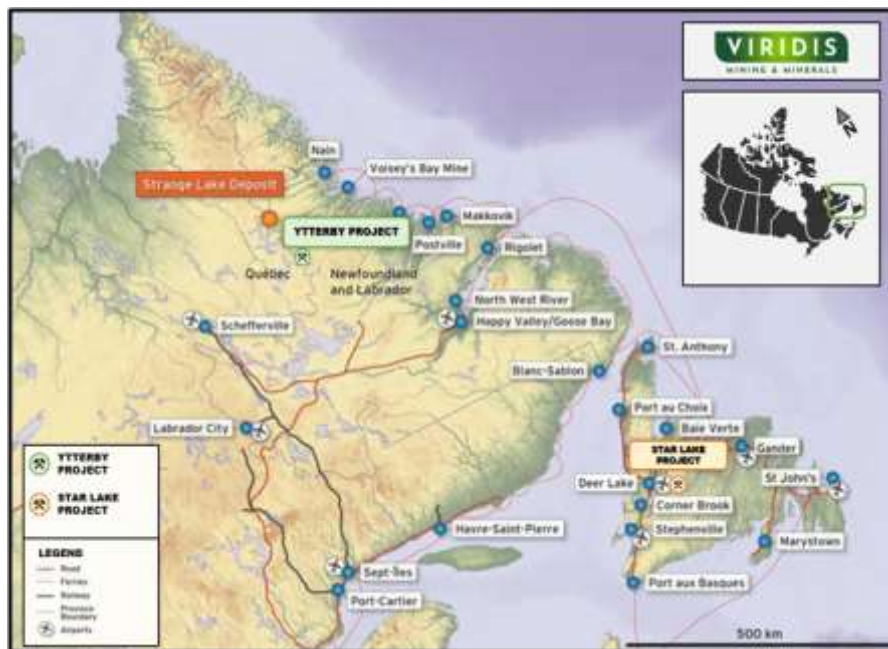 VIRIDIS
MINING & MINERALS
N
Nain
Voisey's Bay Mine
Strange Lake Deposit
YTTERBY PROJECT
Makkovik
Postville
Rigolet
Québec
Newfoundland
and Labrador
North West River
Schefferville
Happy Valley/Goose Bay
St. Anthony
Blanc-Sablon
Port au Choix
Labrador City
Baie Verte
STAR LAKE
PROJECT
Gander
YTTERBY
PROJECT
Deer Lake
St John's
STAR LAKE
PROJECT
Corner Brook
Havre-Saint-Pierre
Stephenville
Marystown
LEGEND
Road
Ferries
Railway
Province
Boundary
Airports
Sept-Îles
Port aux Basques
Port-Cartier
500 km